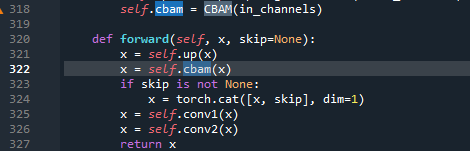 318 self.cbam = CBAM(in_channels)
319
320 def forward(self, x, skip=None):
321 x = self.up(x)
322 x = self.cbam(x)
323 if skip is not None:
324 x = torch.cat([x, skip], dim=1)
325 x = self.conv1(x)
326 x = self.conv2(x)
327 return x